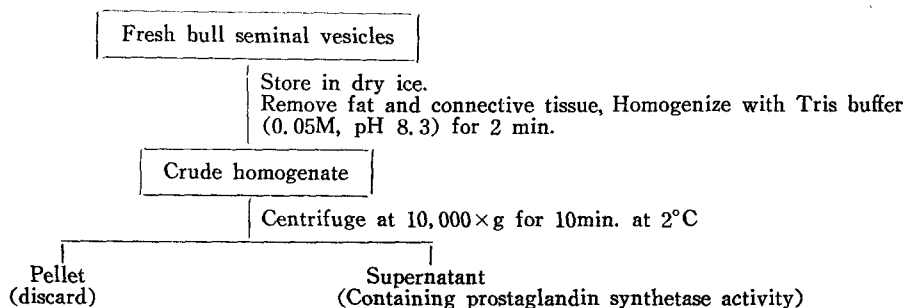 Fresh bull seminal vesicles
Store in dry ice.
Remove fat and connective tissue, Homogenize with Tris buffer
(0.05M, pH 8.3) for 2 min.
Crude homogenate
Centrifuge at 10,000×g for 10min. at 2°C
Pellet
(discard)
Supernatant
(Containing prostaglandin synthetase activity)